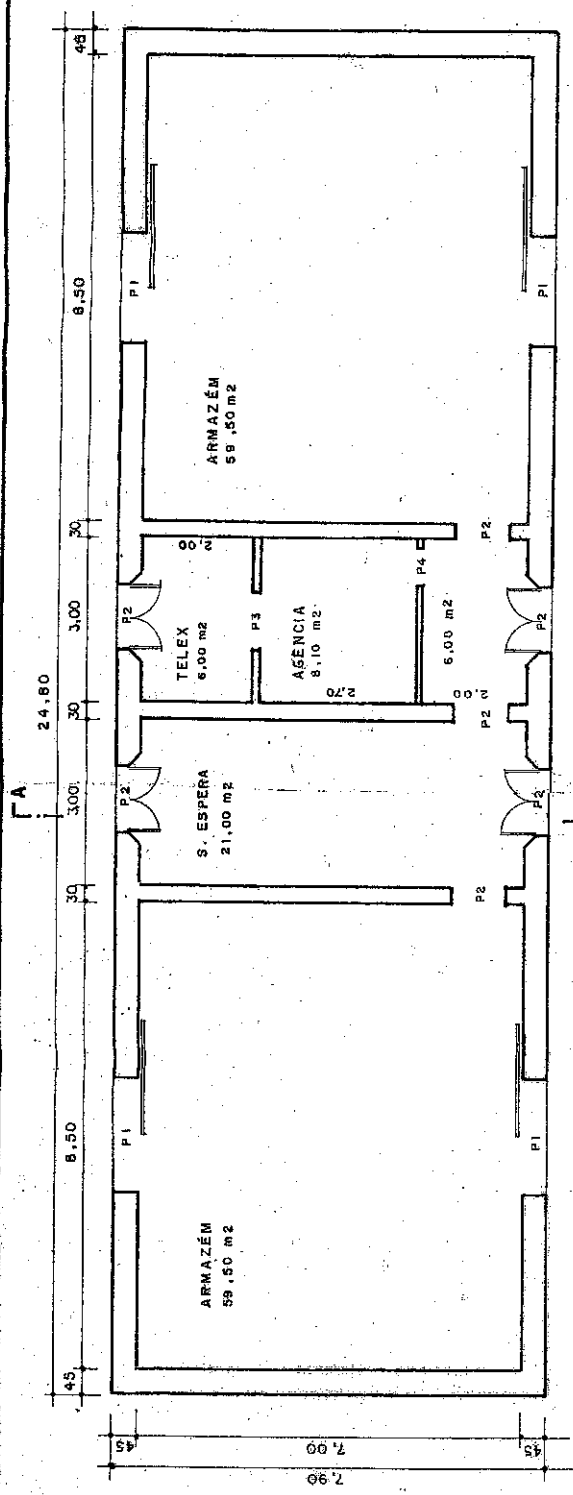 24,80
45
8,50
30
3,00
30
3,00
30
8,50
45
A
P1
P2
P2
P1
ARMAZÉM
59,50 m2
S. ESPERA
21,00 m2
TELEX
6,00 m2
2,00
P3
AGÊNCIA
8,10 m2
2,70
P4
6,00 m2
2,00
ARMAZÉM
59,50 m2
P2
P2
P2
P1
P2
P2
P1
45
7,00
45
7,90